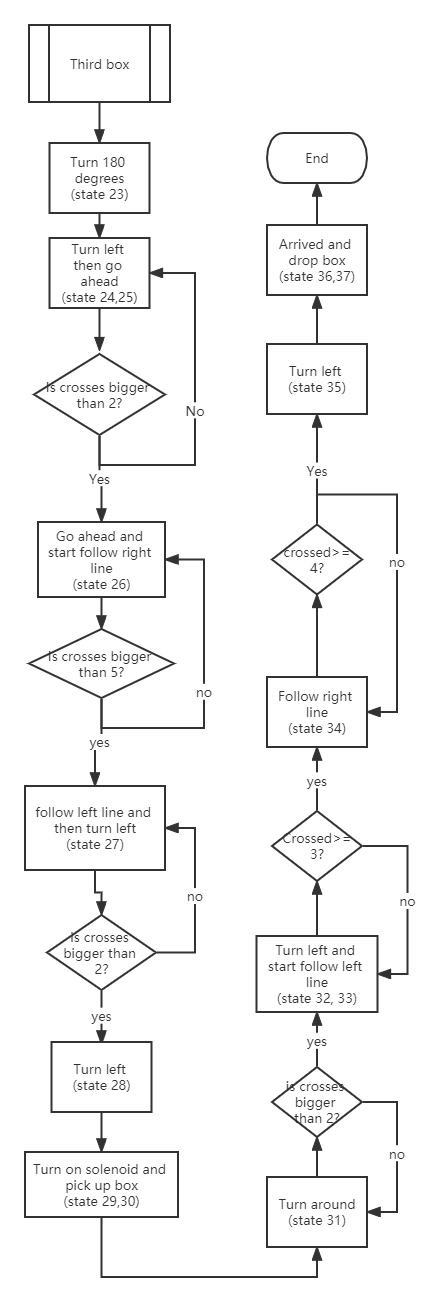 Third box
Turn 180
degrees
(state 23)
Turn left
then go
ahead
(state 24,25)
Is crosses bigger
than 2?
No
Yes
Go ahead and
start follow right
line
(state 26)
Is crosses bigger
than 5?
no
yes
follow left line and
then turn left
(state 27)
no
Is crosses
bigger than
2?
yes
Turn left
(state 28)
Turn on solenoid and
pick up box
(state 29,30)
Turn around
(state 31)
no
is crosses
bigger
than 2?
yes
Turn left and
start follow left
line
(state 32, 33)
no
Crossed>=
3?
yes
Follow right
line
(state 34)
no
crossed>=
4?
Yes
Turn left
(state 35)
Arrived and
drop box
(state 36,37)
End